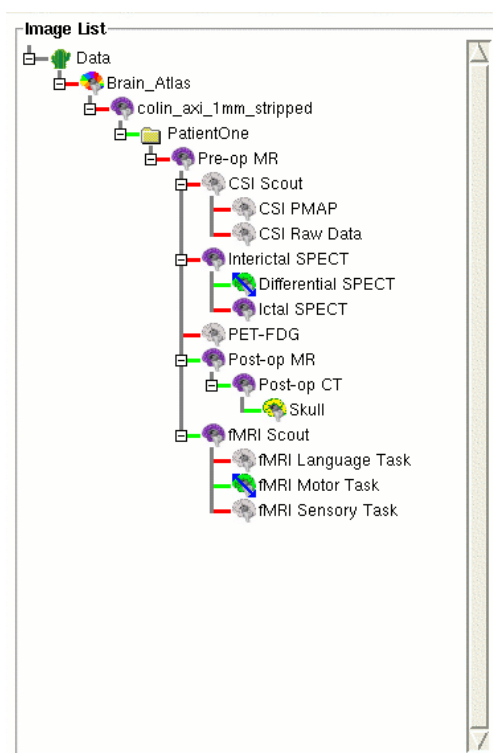 Image List
Data
Brain_Atlas
colin_axi_1mm_stripped
PatientOne
Pre-op MR
CSI Scout
CSI PMAP
CSI Raw Data
Interictal SPECT
Differential SPECT
Ictal SPECT
PET-FDG
Post-op MR
Post-op CT
Skull
fMRI Scout
fMRI Language Task
fMRI Motor Task
fMRI Sensory Task